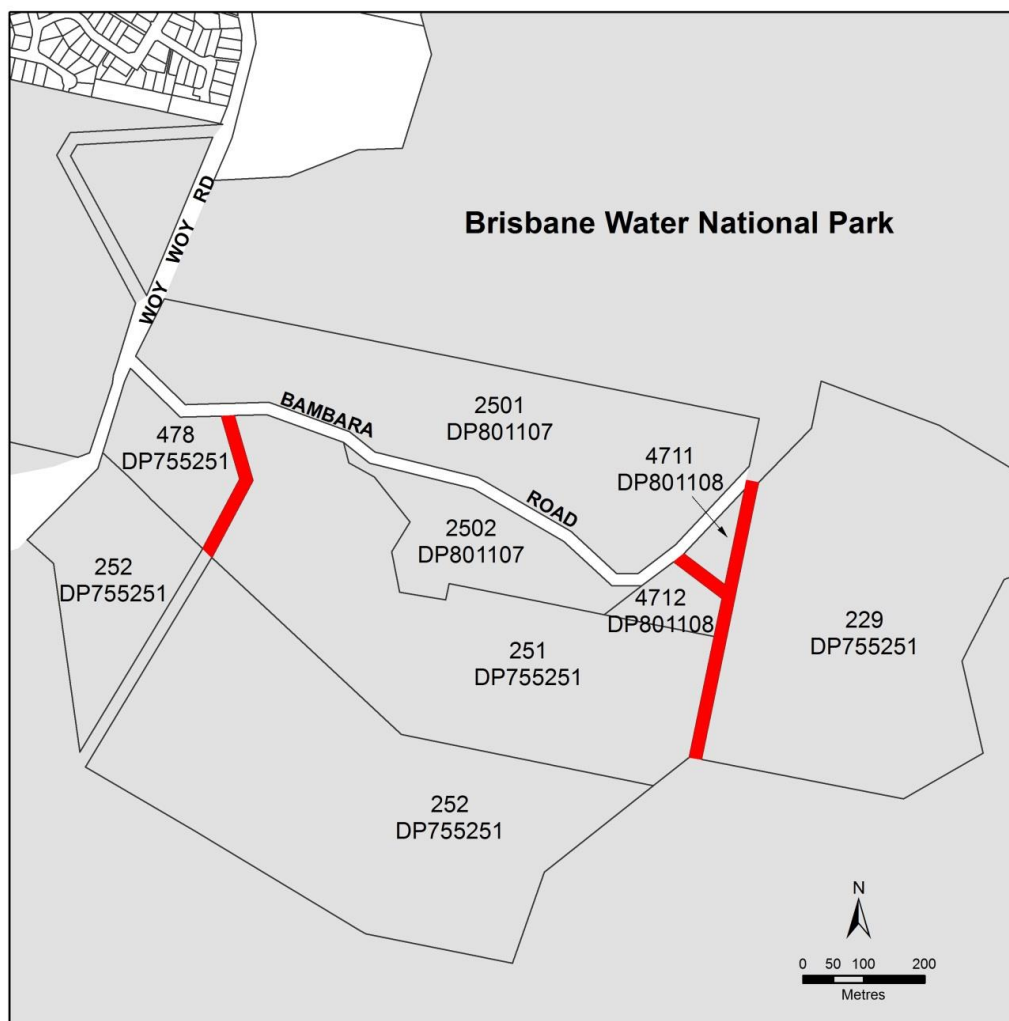 Brisbane Water National Park
WOY WOY RD
BAMBARA
ROAD
2501
DP801107
478
DP755251
4711
DP801108
2502
DP801107
252
DP755251
4712
DP801108
229
DP755251
251
DP755251
252
DP755251
N
0 50 100 200
Metres